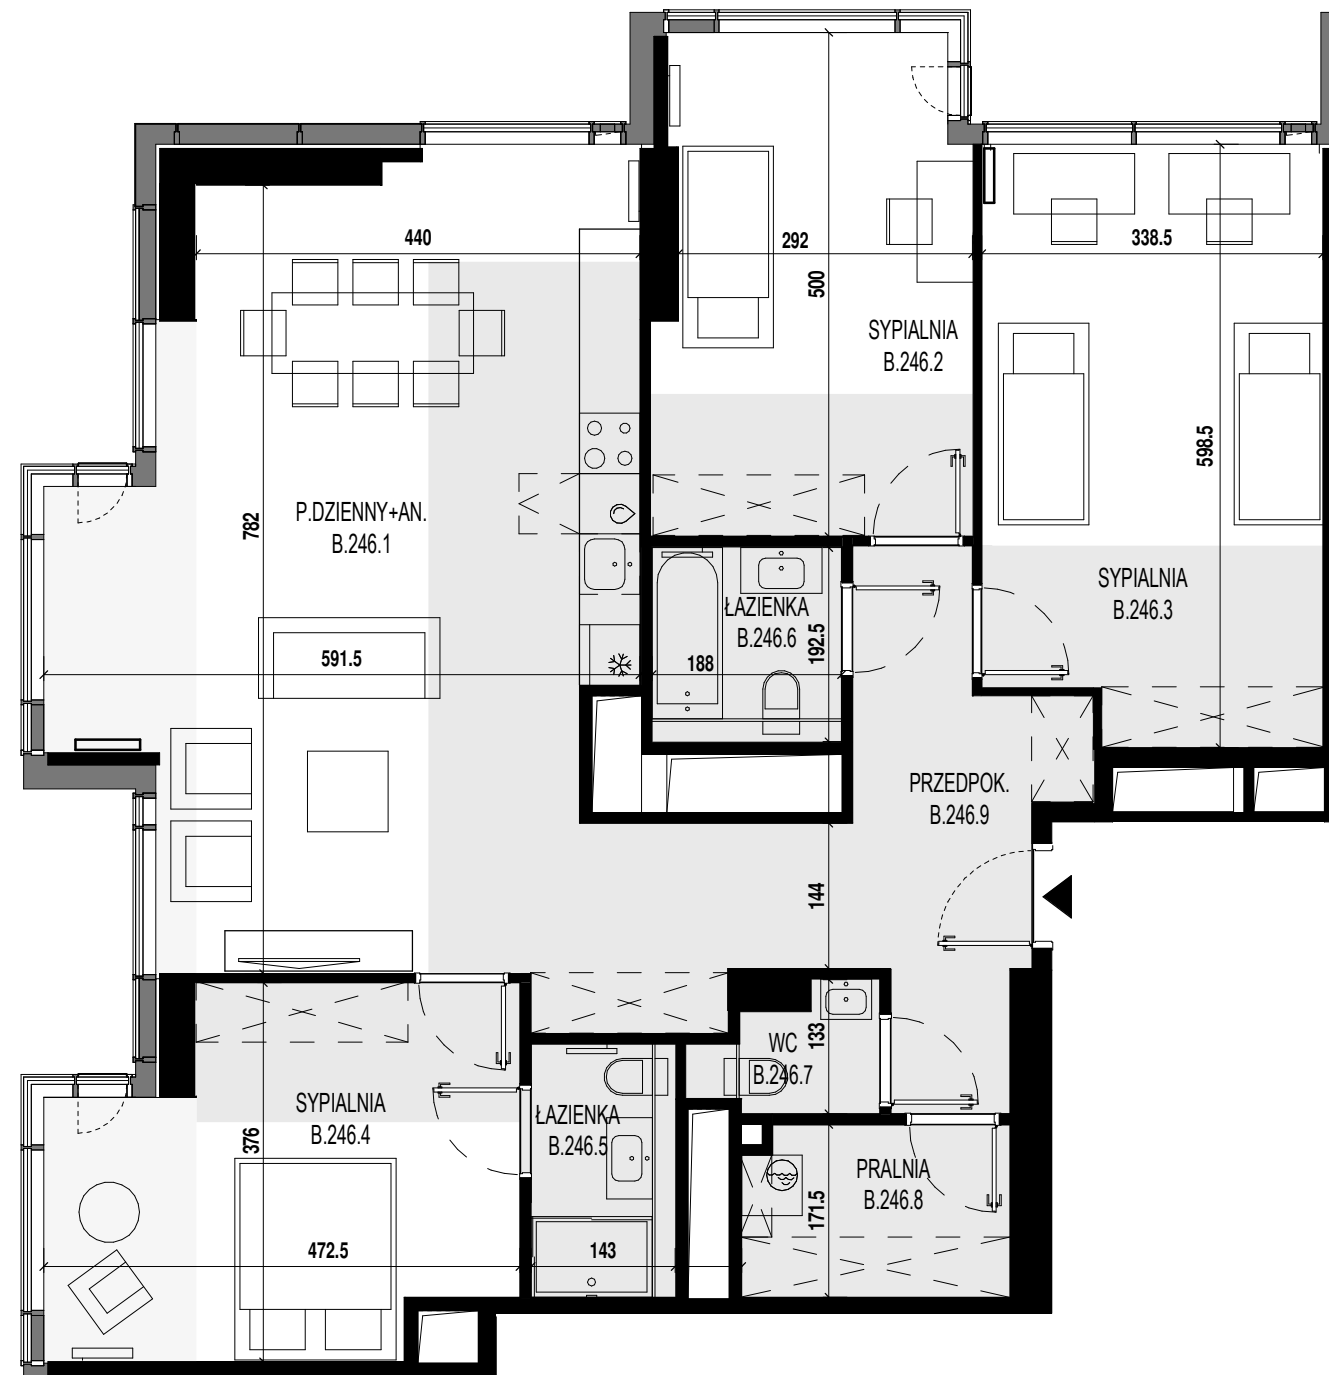 440
292
338.5
500
SYPIALNIA
B.246.2
598.5
782
P.DZIENNY+AN.
B.246.1
SYPIALNIA
B.246.3
ŁAZIENKA
B.246.6
192.5
591.5
188
PRZEDPOK.
B.246.9
144
WC
B.246.7
133
SYPIALNIA
B.246.4
376
ŁAZIENKA
B.246.5
PRALNIA
B.246.8
171.5
472.5
143